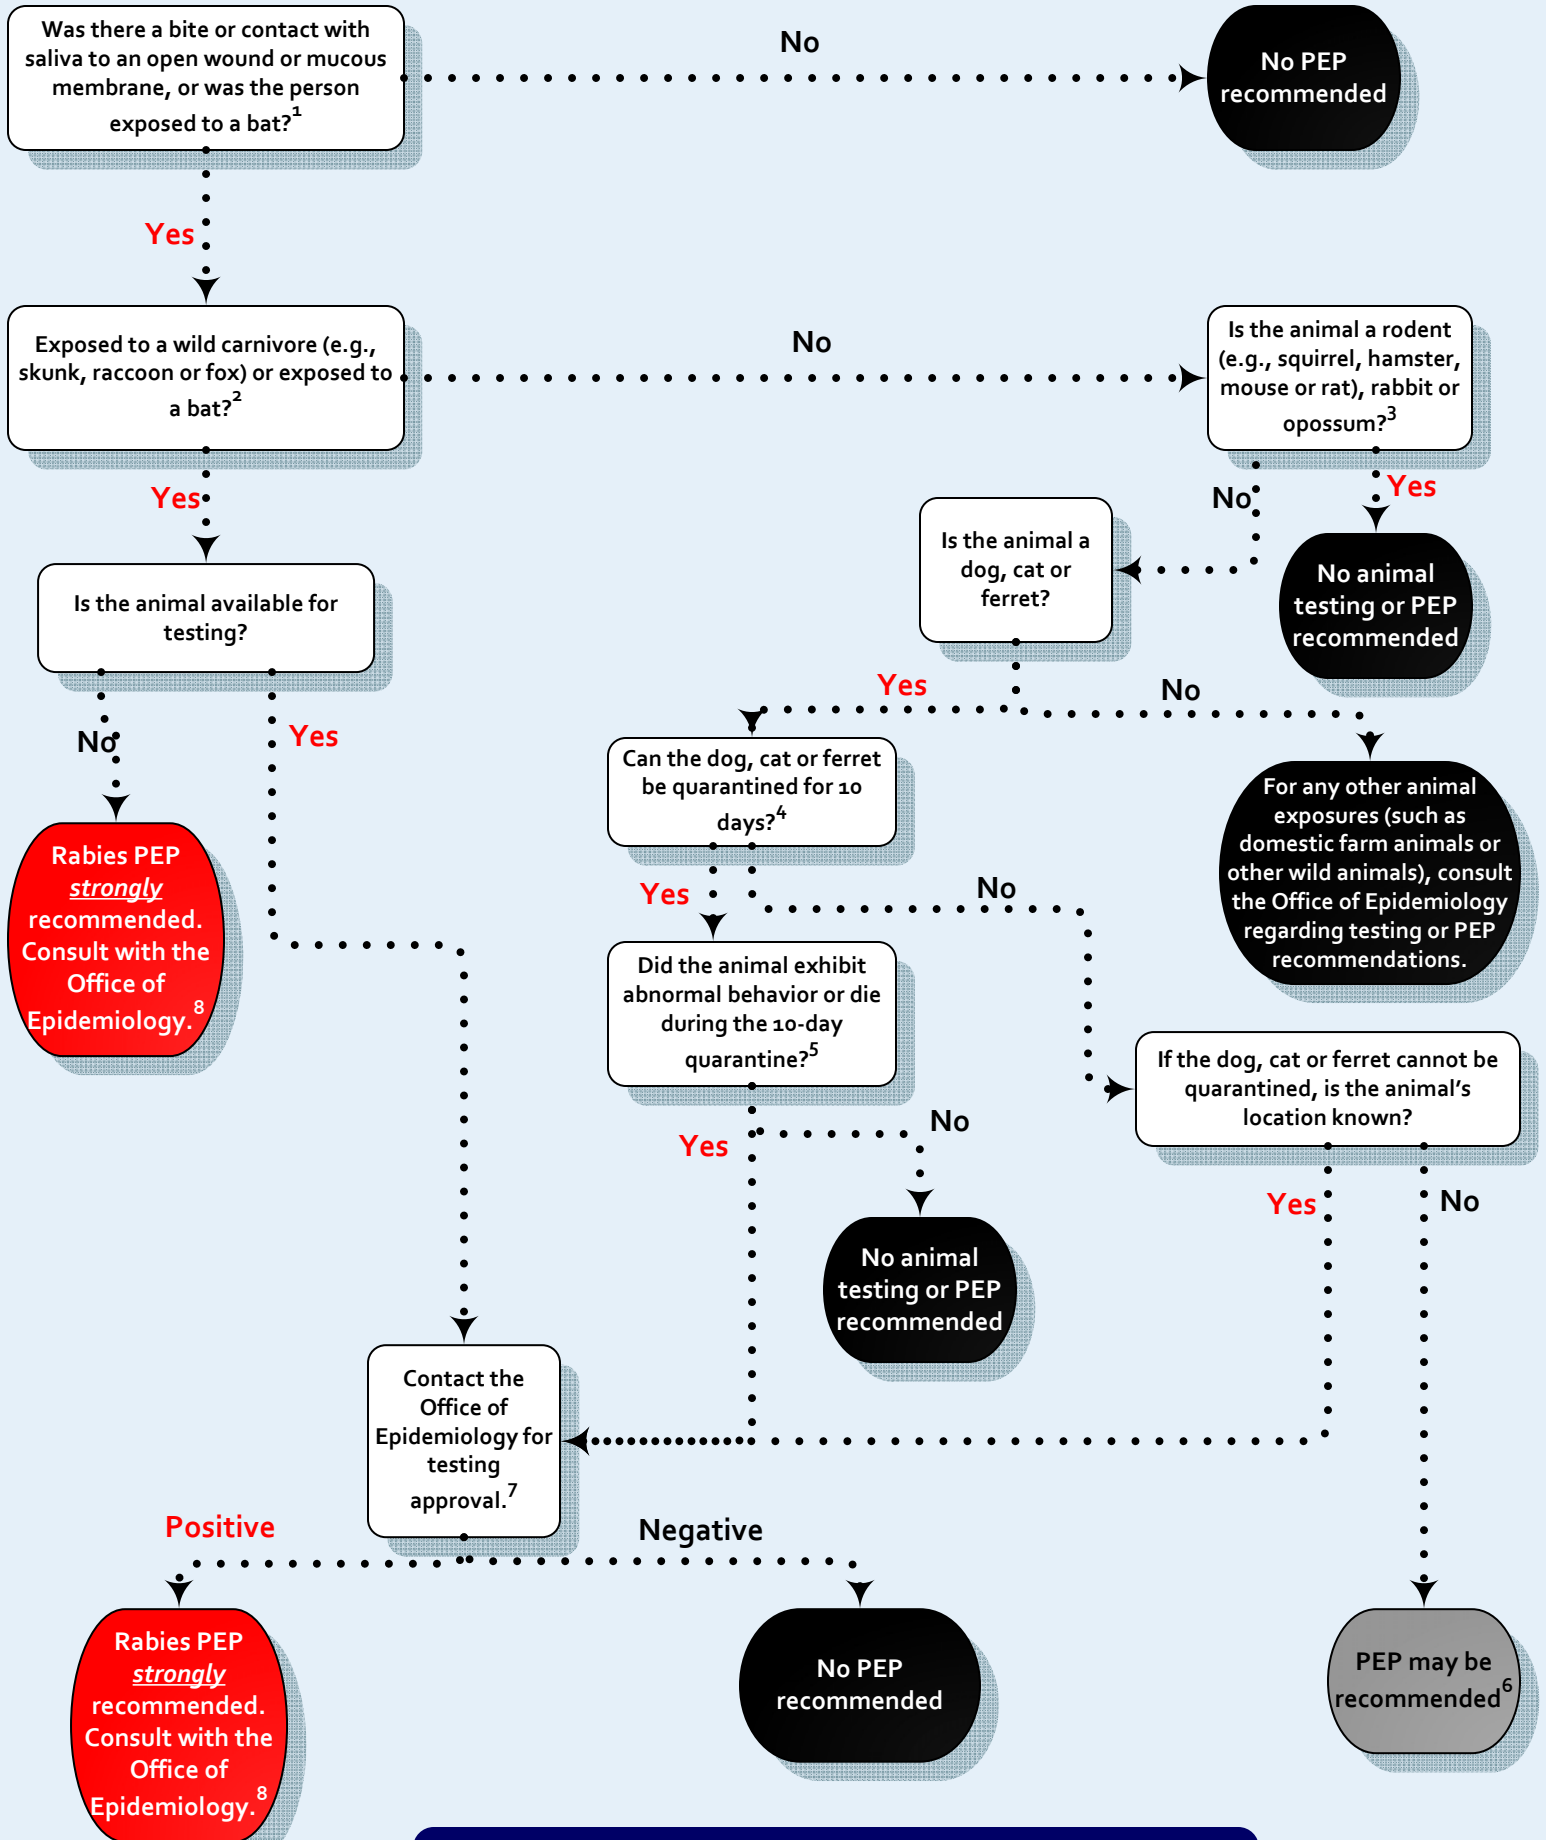 Was there a bite or contact with
saliva to an open wound or mucous
membrane, or was the person
exposed to a bat?1
No
No PEP
recommended
Yes
Exposed to a wild carnivore (e.g.,
skunk, raccoon or fox) or exposed to
a bat?2
No
Is the animal a rodent
(e.g., squirrel, hamster,
mouse or rat), rabbit or
opossum?3
Yes
No
Yes
Is the animal a
dog, cat or
ferret?
No animal
testing or PEP
recommended
Is the animal available for
testing?
No
Yes
Yes
No
Rabies PEP
strongly
recommended.
Consult with the
Office of
Epidemiology.8
Can the dog, cat or ferret
be quarantined for 10
days?4
For any other animal
exposures (such as
domestic farm animals or
other wild animals), consult
the Office of Epidemiology
regarding testing or PEP
recommendations.
Yes
No
Did the animal exhibit
abnormal behavior or die
during the 10-day
quarantine?5
If the dog, cat or ferret cannot be
quarantined, is the animal's
location known?
Yes
No
Yes
No
No animal
testing or PEP
recommended
Contact the
Office of
Epidemiology for
testing
approval.7
Positive
Negative
Rabies PEP
strongly
recommended.
Consult with the
Office of
Epidemiology.8
No PEP
recommended
PEP may be
recommended6